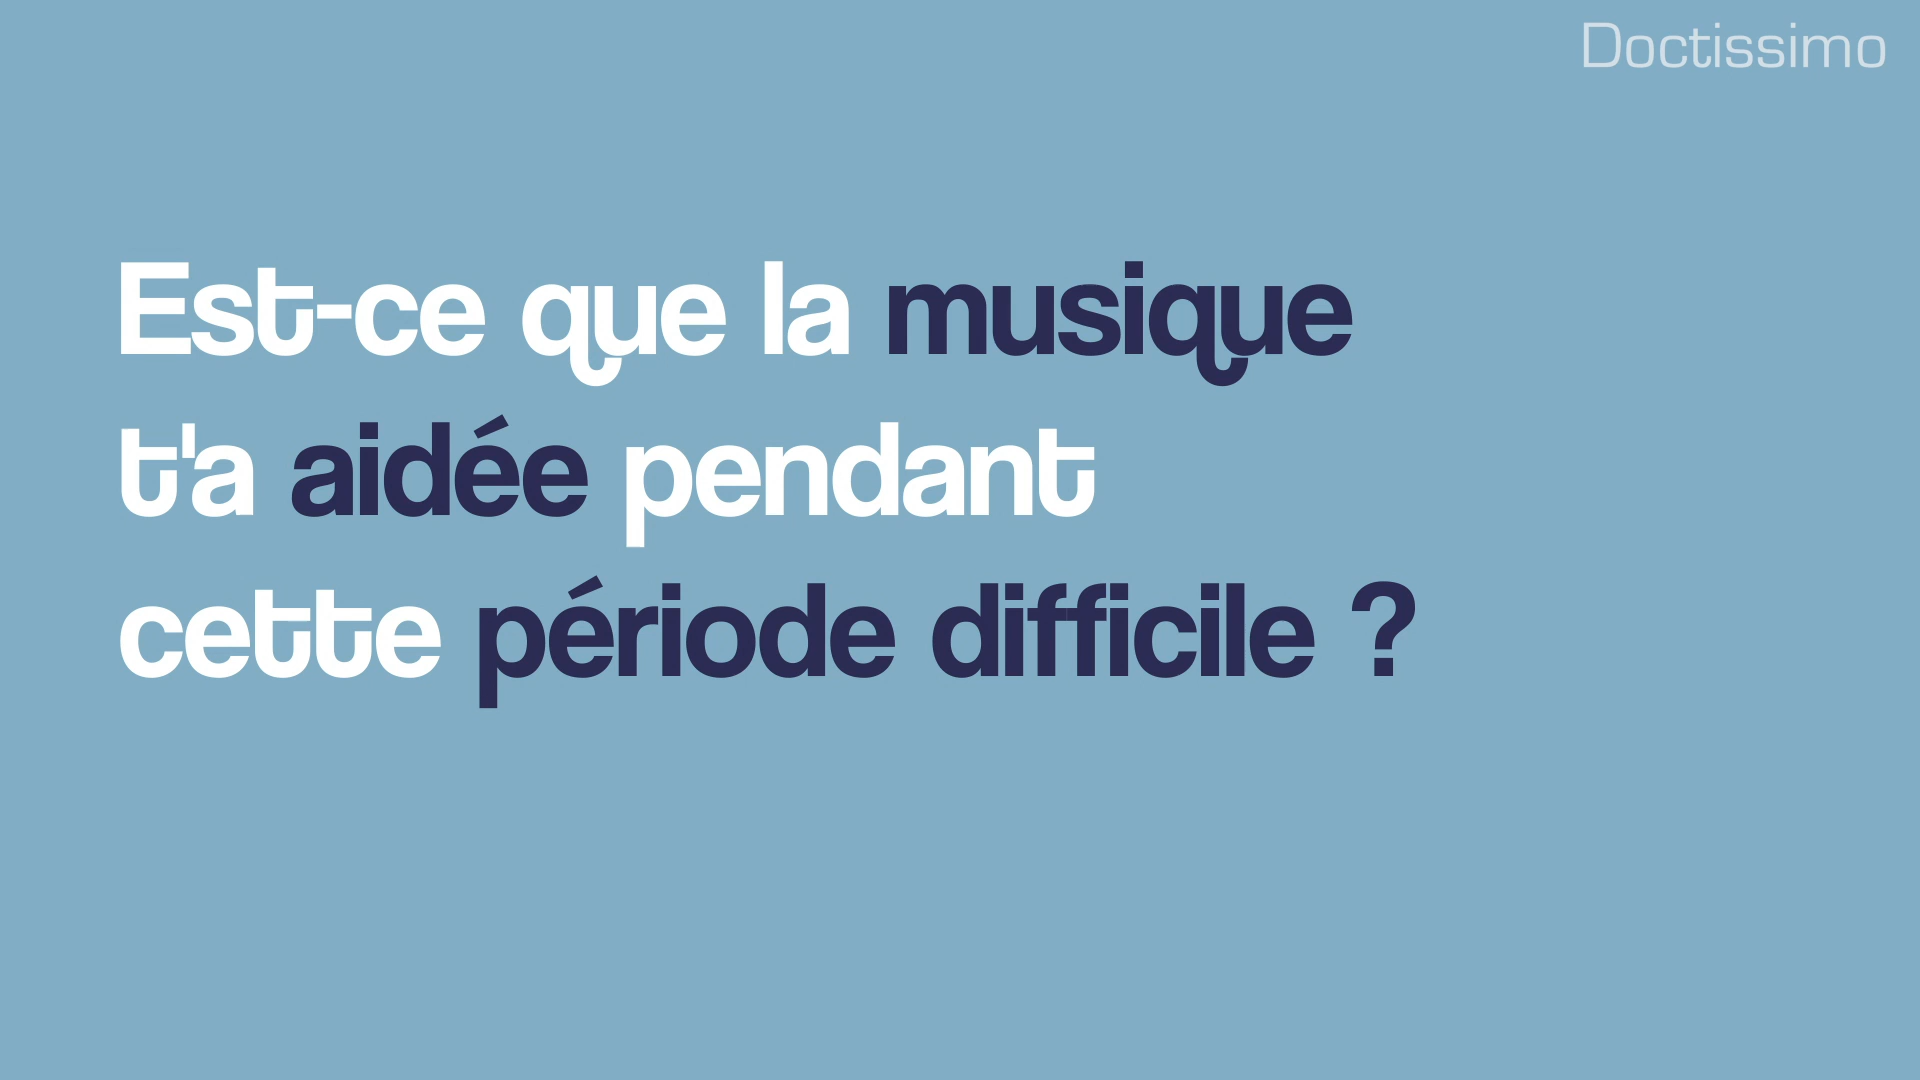 Doctissimo
Est-ce que la musique
t'a aidée pendant
cette période difficile ?